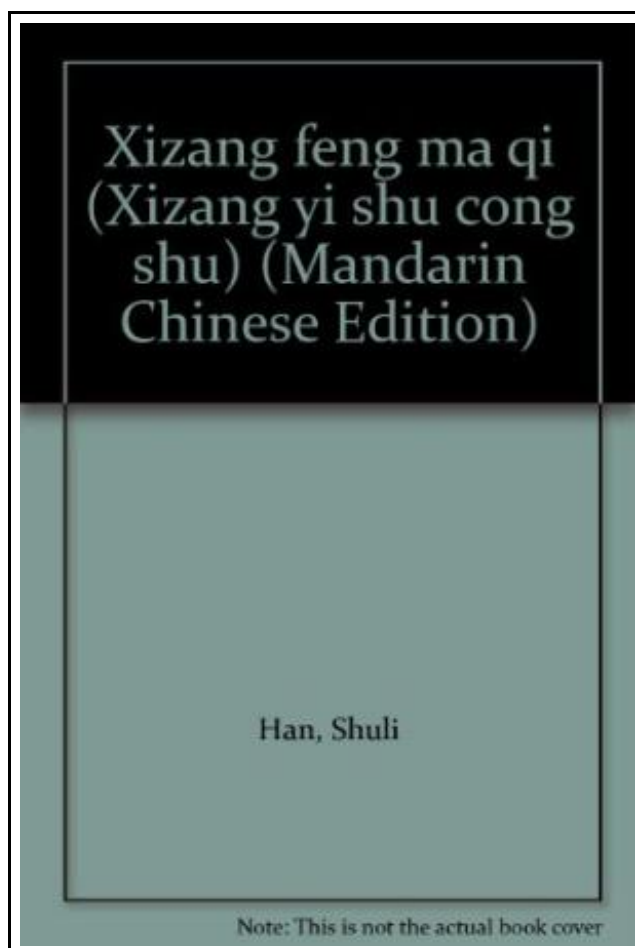 Xizang feng ma qi
(Xizang yi shu cong
shu) (Mandarin
Chinese Edition)
Han, Shuli
Note: This is not the actual book cover